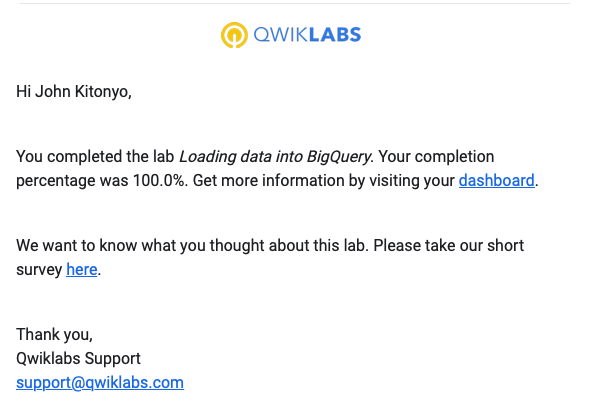 QWIKLABS
Hi John Kitonyo,
You completed the lab Loading data into BigQuery. Your completion
percentage was 100.0%. Get more information by visiting your dashboard.
We want to know what you thought about this lab. Please take our short
survey here.
Thank you,
Qwiklabs Support
support@qwiklabs.com